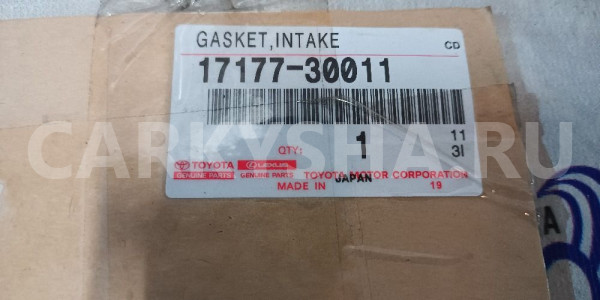 GASKET,INTAKE CD
17177-30011
QTY: 1 11
3I
TOYOTA LEXUS
GENUINE PARTS GENUINE PARTS TOYOTA MOTOR CORPORATION
MADE IN JAPAN 19
CARKYSHA.RU
A